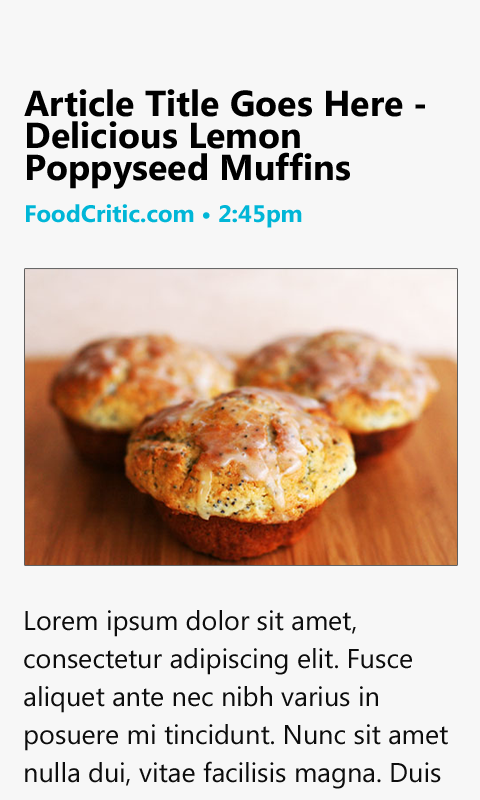 Article Title Goes Here -
Delicious Lemon
Poppyseed Muffins
FoodCritic.com • 2:45pm
Lorem ipsum dolor sit amet,
consectetur adipiscing elit. Fusce
aliquet ante nec nibh varius in
posuere mi tincidunt. Nunc sit amet
nulla dui, vitae facilisis magna. Duis